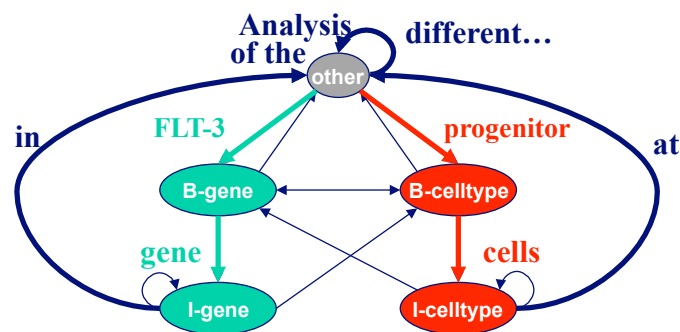 Analysis
of the
different…
other
in
FLT-3
progenitor
at
B-gene
B-celltype
gene
cells
I-gene
I-celltype